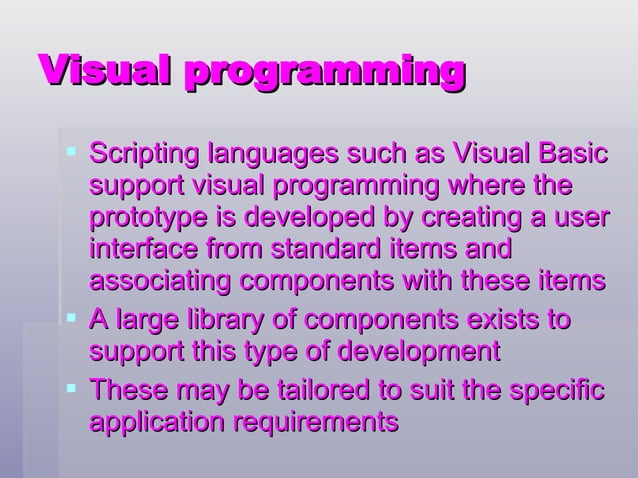 Visual programming
▪ Scripting languages such as Visual Basic
support visual programming where the
prototype is developed by creating a user
interface from standard items and
associating components with these items
▪ A large library of components exists to
support this type of development
▪ These may be tailored to suit the specific
application requirements